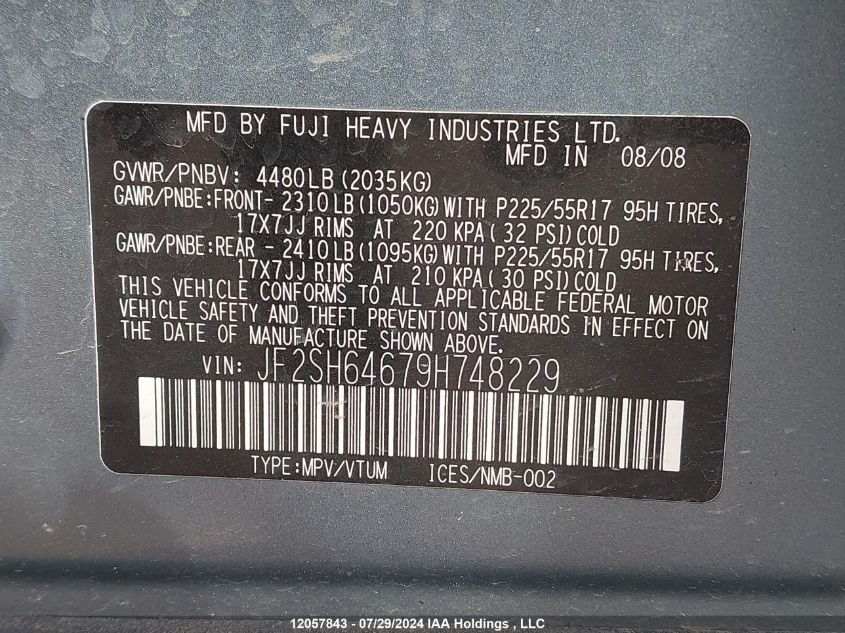 MFD BY FUJI HEAVY INDUSTRIES LTD.
MFD IN 08/08
GVWR/PNBV: 4480LB (2035KG)
GAWR/PNBE:FRONT- 2310LB (1050KG) WITH P225/55R17 95H TIRES,
17X7JJ RIMS AT 220 KPA( 32 PSI)COLD
GAWR/PNBE:REAR - 2410LB (1095KG) WITH P225/55R17 95H TIRES,
17X7JJ RIMS AT 210 KPA( 30 PSI)COLD
THIS VEHICLE CONFORMS TO ALL APPLICABLE FEDERAL MOTOR
VEHICLE SAFETY AND THEFT PREVENTION STANDARDS IN EFFECT ON
THE DATE OF MANUFACTURE SHOWN ABOVE.
VIN: JF2SH64679H748229
TYPE:MPV/VTUM ICES/NMB-002
12057843 - 07/29/2024 IAA Holdings , LLC